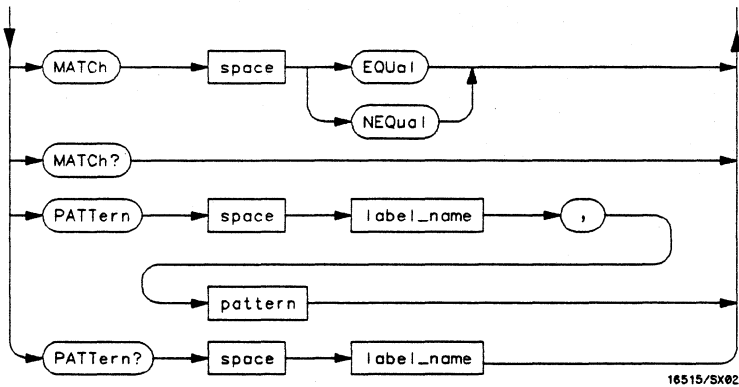 MATCh space EQUal
NEQual
MATCh?
PATTern space label_name ,
pattern
PATTern? space label_name
16515/SX02